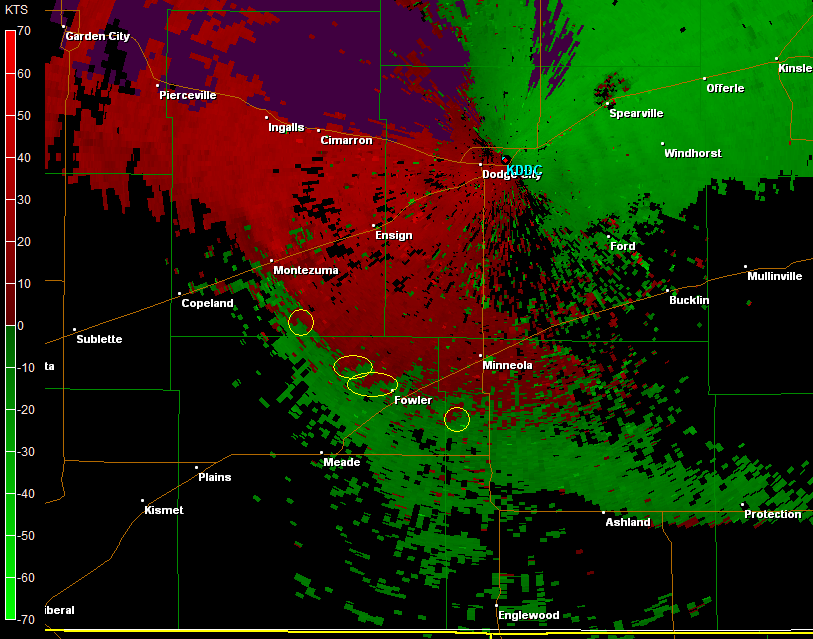 KTS
70
60
50
40
30
20
10
0
-10
-20
-30
-40
-50
-60
-70
Garden City
Pierceville
Ingalls
Cimarron
Kinsle
Offerle
Spearville
Windhorst
KDDC
Dodge City
Ensign
Ford
Montezuma
Mullinville
Copeland
Bucklin
Sublette
ta
Minneola
Fowler
Meade
Plains
Kismet
Protection
Ashland
iberal
Englewood